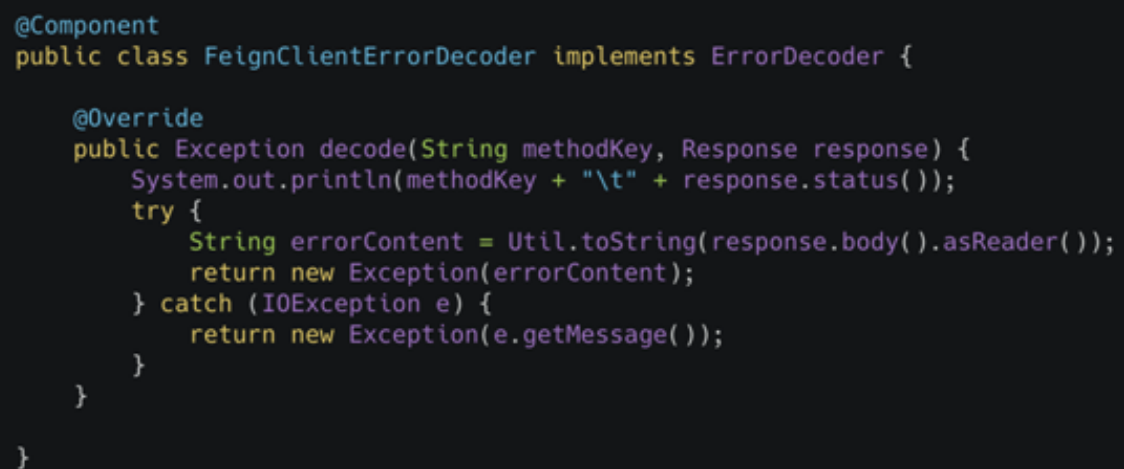 @Component
public class FeignClientErrorDecoder implements ErrorDecoder {
@Override
public Exception decode(String methodKey, Response response) {
System.out.println(methodKey + "\t" + response.status());
try {
String errorContent = Util.toString(response.body().asReader());
return new Exception(errorContent);
} catch (IOException e) {
return new Exception(e.getMessage());
}
}
}